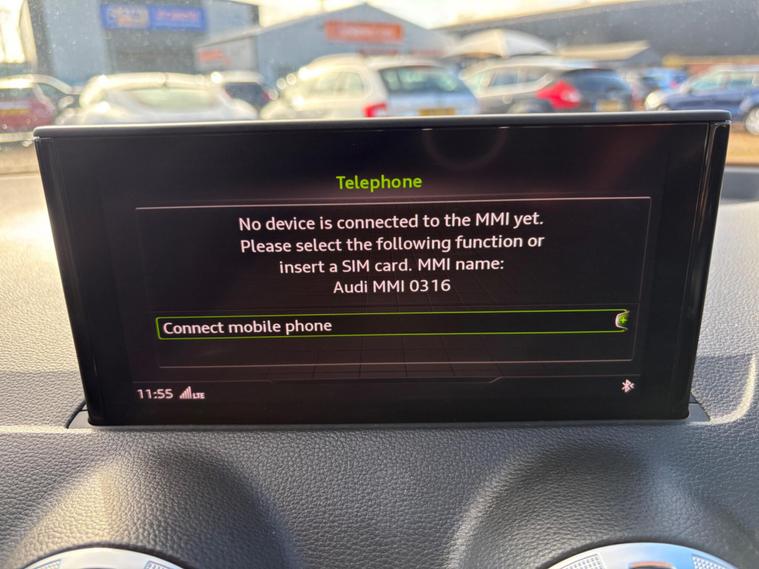 Telephone
No device is connected to the MMI yet.
Please select the following function or
insert a SIM card. MMI name:
Audi MMI 0316
Connect mobile phone
11:55 LTE